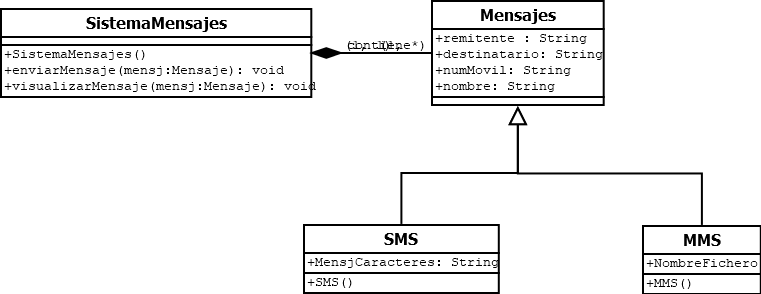 SistemaMensajes
+SistemaMensajes()
+enviarMensaje(mensj:Mensaje): void
+visualizarMensaje(mensj:Mensaje): void
Mensajes
+remitente : String
+destinatario: String
+numMovil: String
+nombre: String
SMS
+MensjCaracteres: String
+SMS()
MMS
+NombreFichero
+MMS()